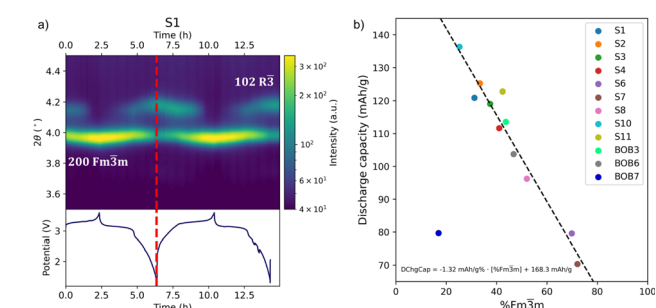 a)
S1
Time (h)
0.0 2.5 5.0 7.5 10.0 12.5
4.4
4.2
4.0
3.8
3.6
2θ (°)
102 R3̅
200 Fm3̅m
3 × 10²
2 × 10²
10²
6 × 10¹
4 × 10¹
Intensity (a.u.)
3
2
Potential (V)
0.0 2.5 5.0 7.5 10.0 12.5
Time (h)
b)
140
130
120
110
100
90
80
70
Discharge capacity (mAh/g)
S1
S2
S3
S4
S6
S7
S8
S10
S11
BOB3
BOB6
BOB7
DChgCap = -1.32 mAh/g% · [%Fm3̅m] + 168.3 mAh/g
0 20 40 60 80 100
%Fm3̅m